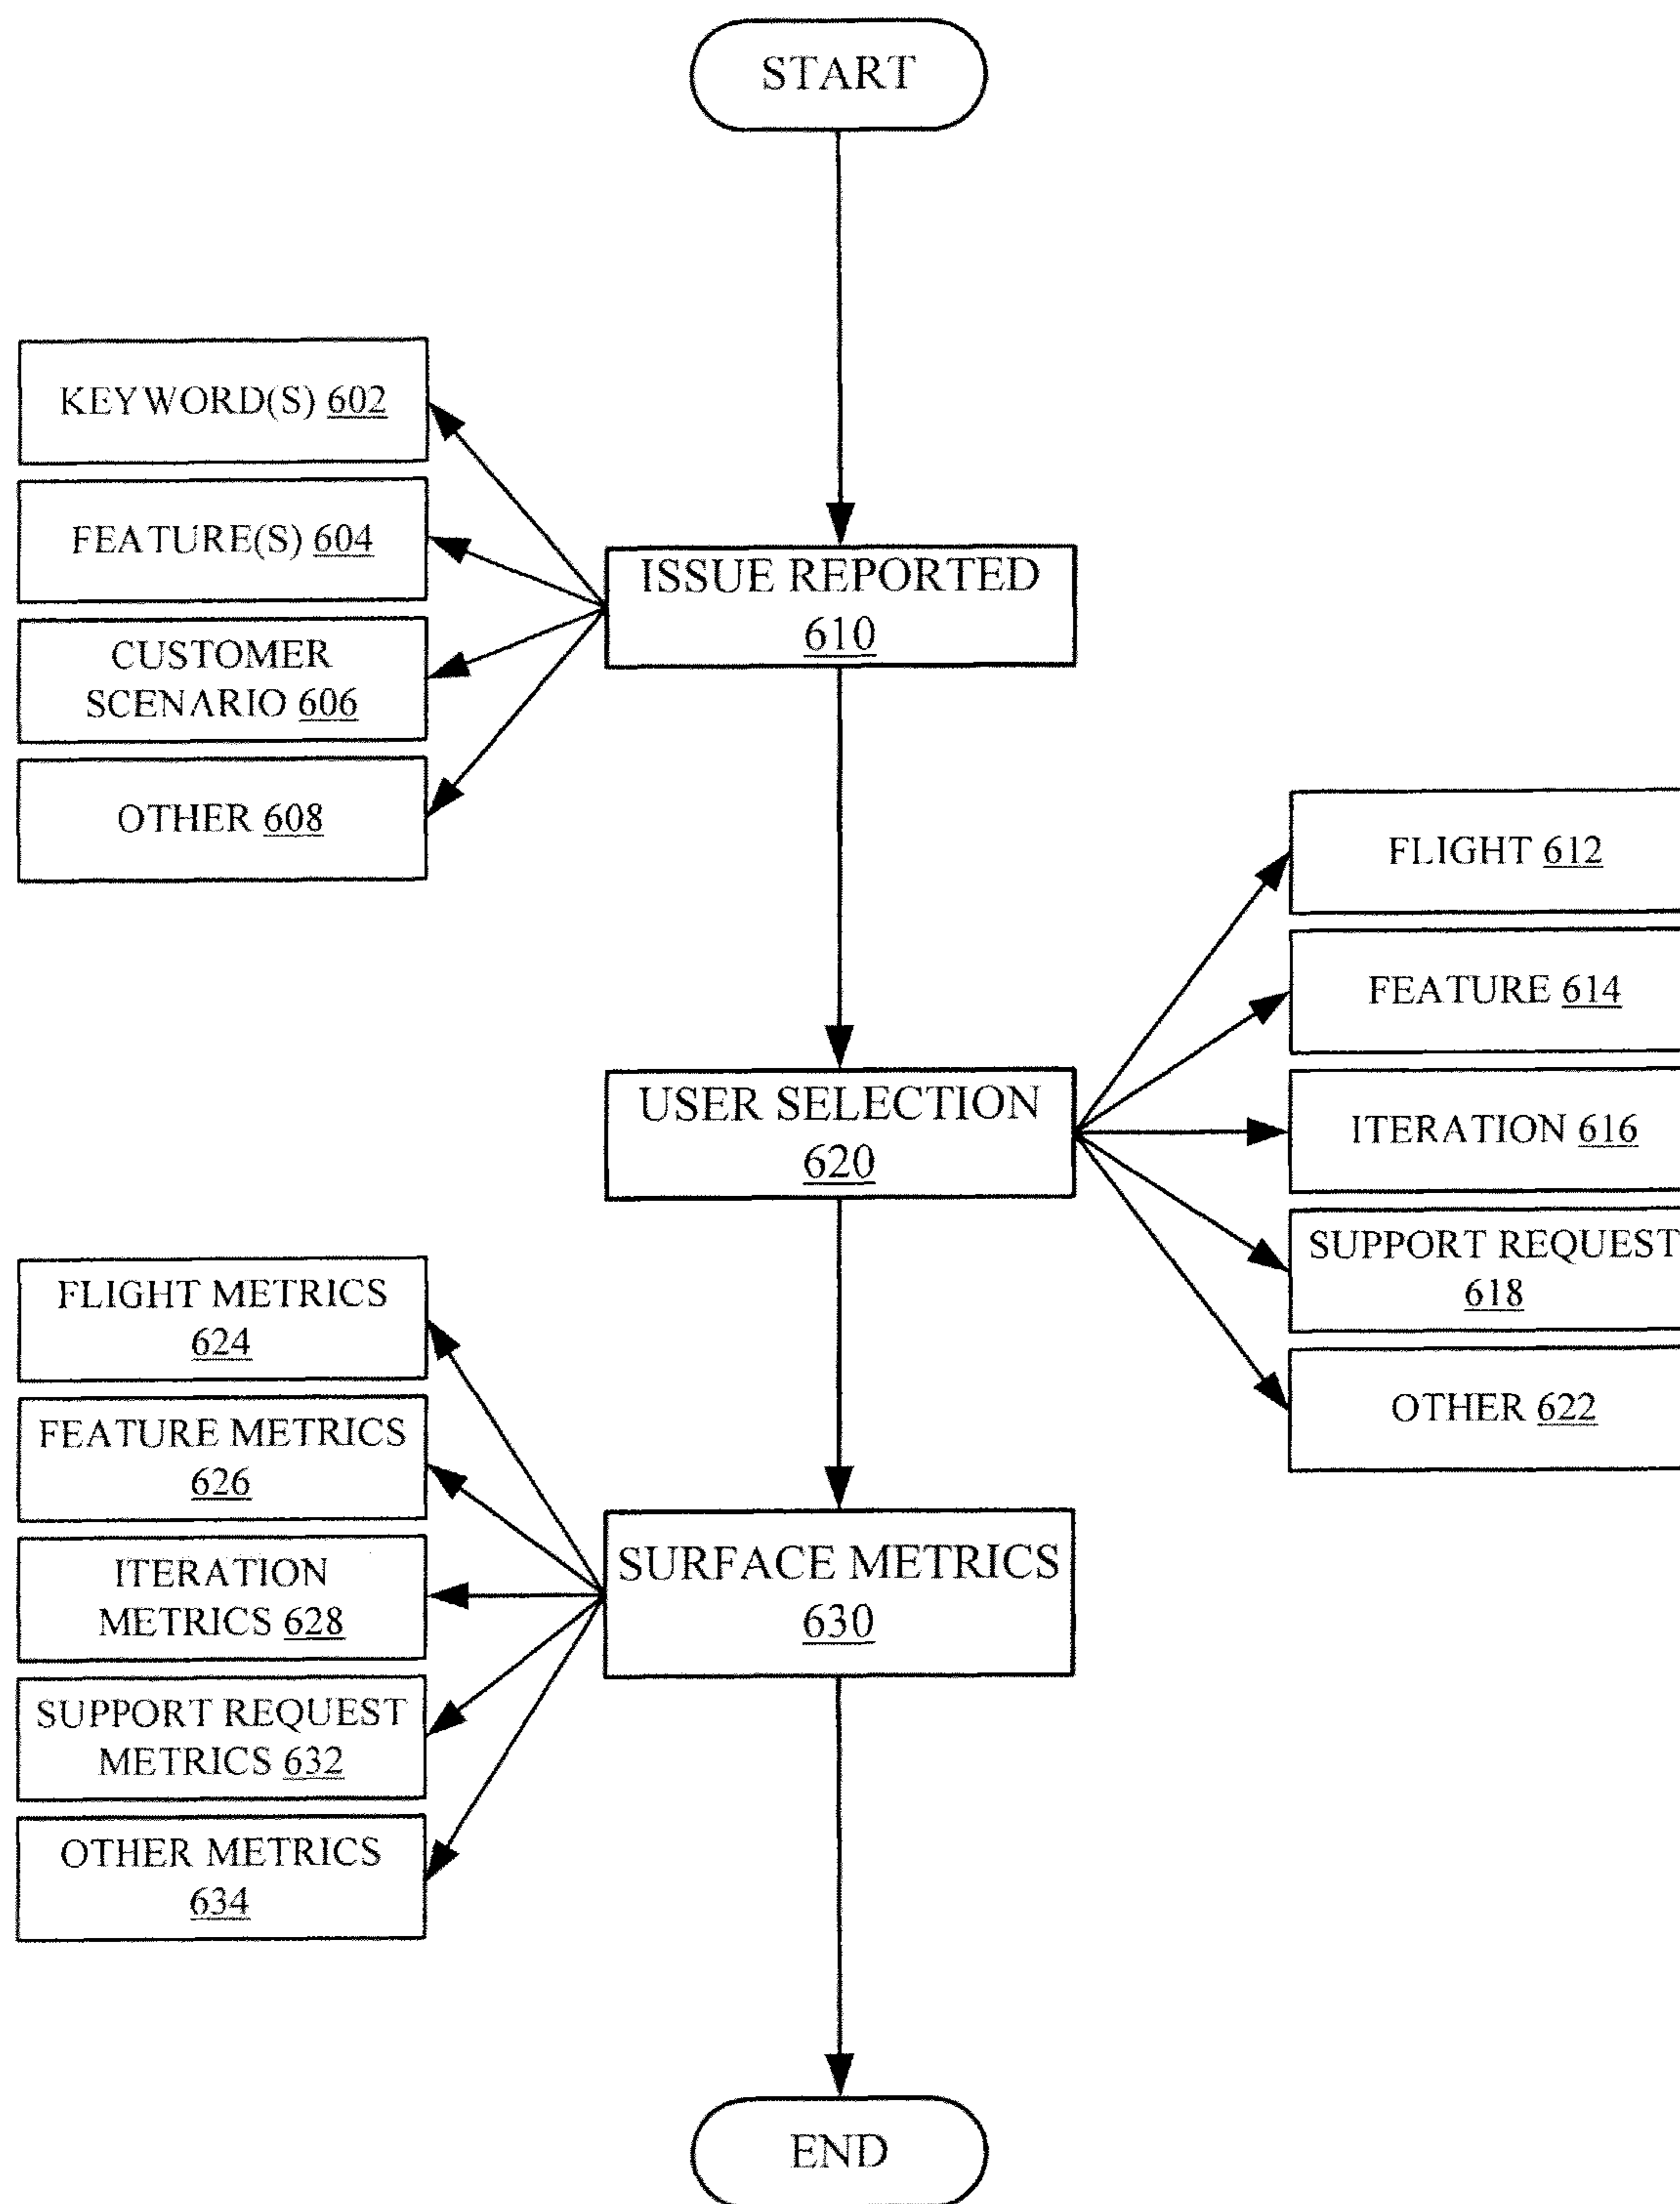 START
KEYWORD(S) 602
FEATURE(S) 604
CUSTOMER
SCENARIO 606
OTHER 608
ISSUE REPORTED
610
FLIGHT 612
FEATURE 614
ITERATION 616
SUPPORT REQUEST
618
OTHER 622
USER SELECTION
620
FLIGHT METRICS
624
FEATURE METRICS
626
ITERATION
METRICS 628
SUPPORT REQUEST
METRICS 632
OTHER METRICS
634
SURFACE METRICS
630
END